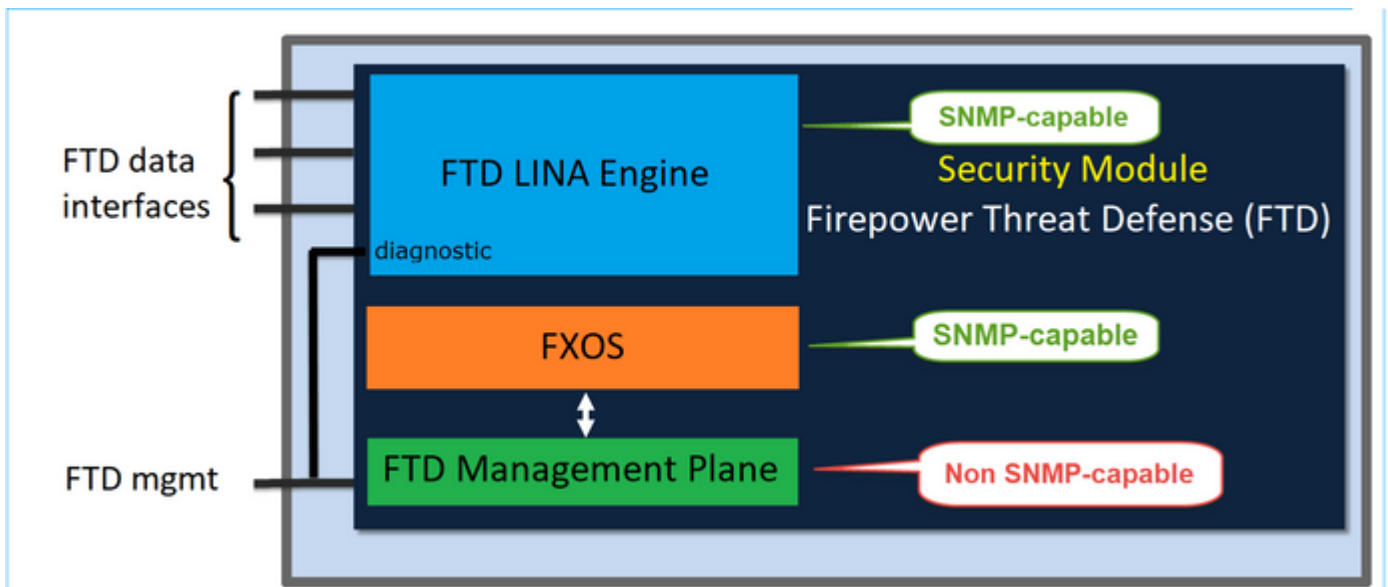 FTD data
interfaces
FTD LINA Engine
diagnostic
SNMP-capable
Security Module
Firepower Threat Defense (FTD)
FXOS
SNMP-capable
FTD mgmt
FTD Management Plane
Non SNMP-capable